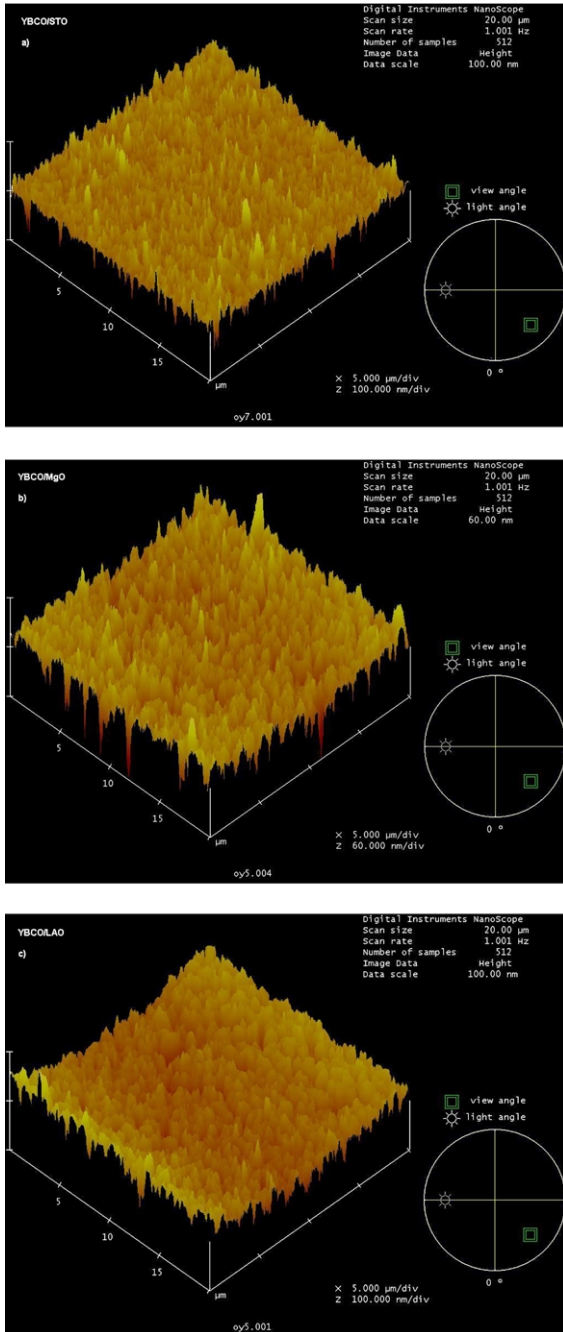 YBCO/STO
a)
Digital Instruments NanoScope
Scan size 20.00 µm
Scan rate 1.001 Hz
Number of samples 512
Image Data Height
Data scale 100.00 nm
view angle
light angle
5
10
15
µm
X 5.000 µm/div
Z 100.000 nm/div
0 °
oy7.001
YBCO/MgO
b)
Digital Instruments NanoScope
Scan size 20.00 µm
Scan rate 1.001 Hz
Number of samples 512
Image Data Height
Data scale 60.00 nm
view angle
light angle
5
10
15
µm
X 5.000 µm/div
Z 60.000 nm/div
0 °
oy5.004
YBCO/LAO
c)
Digital Instruments NanoScope
Scan size 20.00 µm
Scan rate 1.001 Hz
Number of samples 512
Image Data Height
Data scale 100.00 nm
view angle
light angle
5
10
15
µm
X 5.000 µm/div
Z 100.000 nm/div
0 °
oy5.001